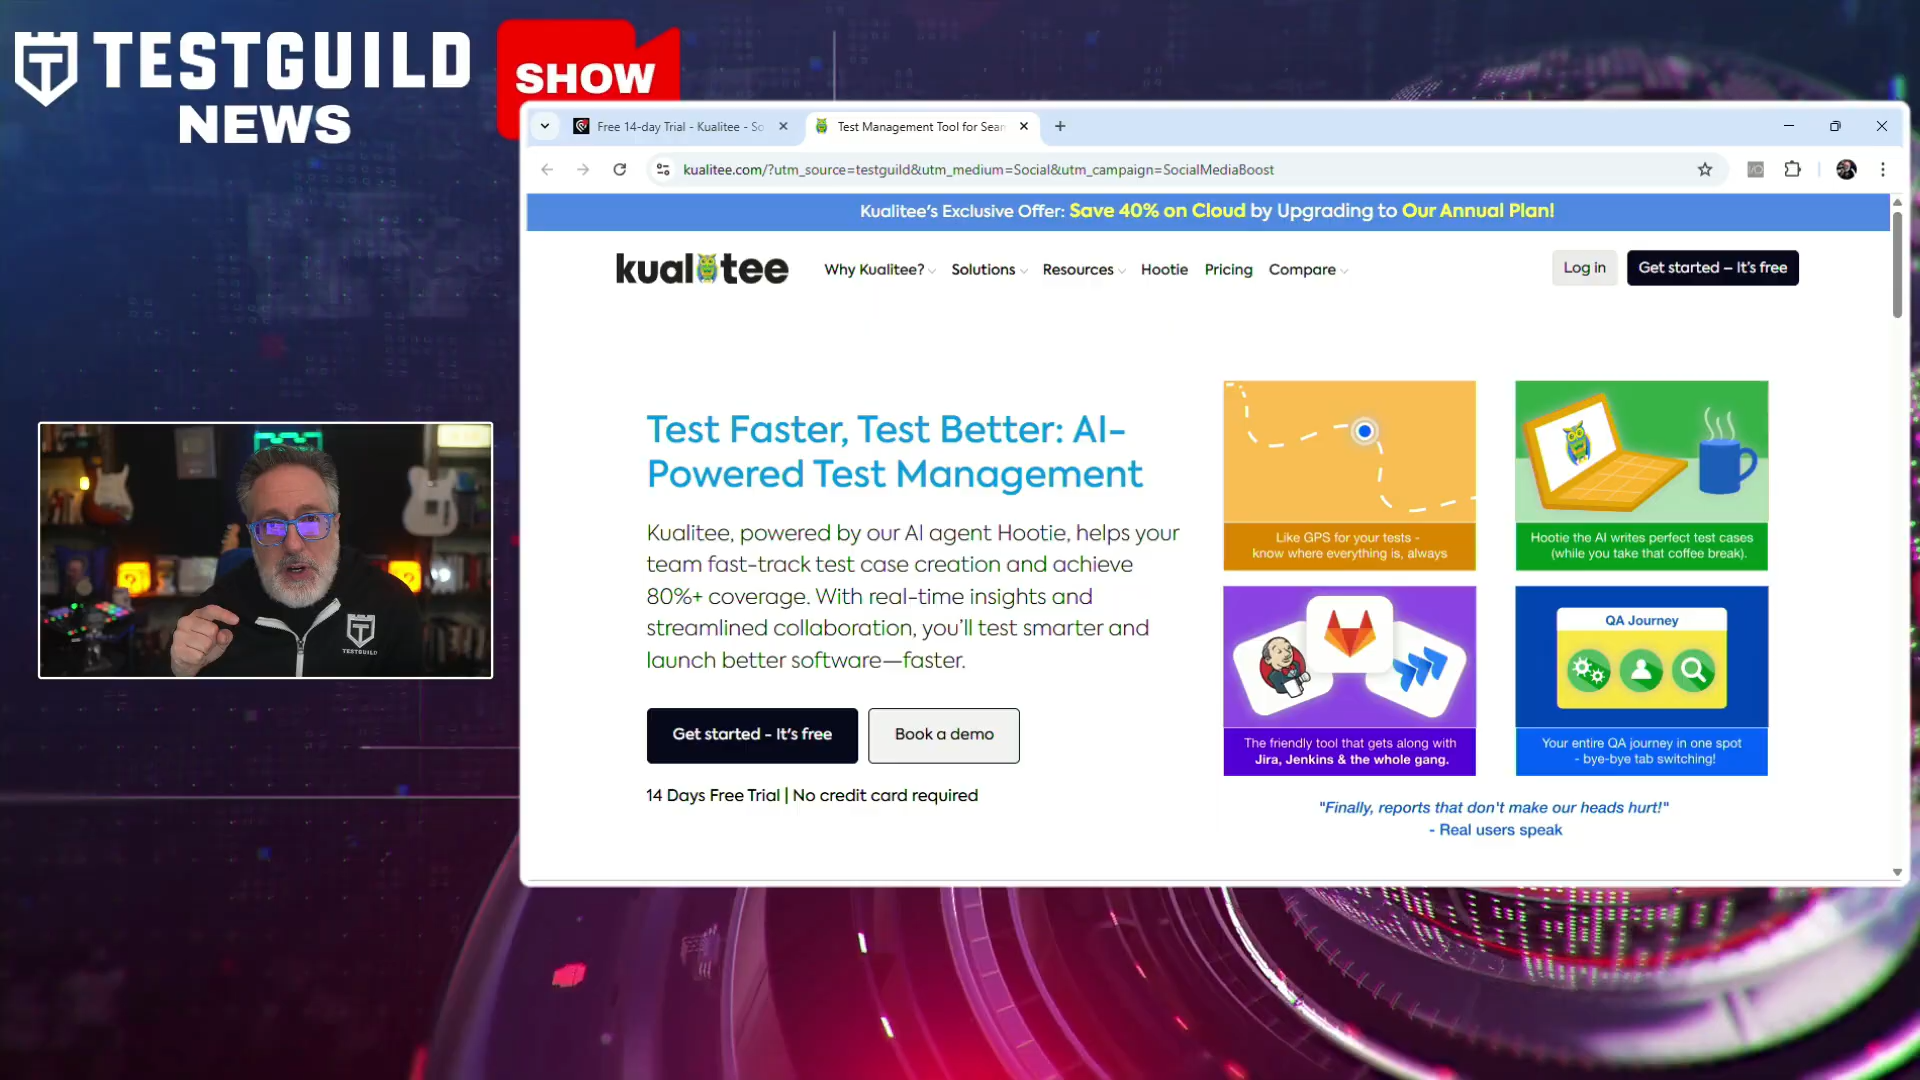 TESTGUILD
NEWS
SHOW
Free 14-day Trial - Kualitee - So
Test Management Tool for Sea
kualitee.com/?utm_source=testguild&utm_medium=Social&utm_campaign=SocialMediaBoost
Kualitee's Exclusive Offer: Save 40% on Cloud by Upgrading to Our Annual Plan!
kualitee
Why Kualitee?
Solutions
Resources
Hootie
Pricing
Compare
Log in
Get started – It's free
Test Faster, Test Better: AI-
Powered Test Management
Kualitee, powered by our AI agent Hootie, helps your
team fast-track test case creation and achieve
80%+ coverage. With real-time insights and
streamlined collaboration, you'll test smarter and
launch better software—faster.
Get started - It's free
Book a demo
14 Days Free Trial | No credit card required
Like GPS for your tests -
know where everything is, always
Hootie the AI writes perfect test cases
(while you take that coffee break).
The friendly tool that gets along with
Jira, Jenkins & the whole gang.
QA Journey
Your entire QA journey in one spot
- bye-bye tab switching!
"Finally, reports that don't make our heads hurt!"
- Real users speak
TESTGUILD